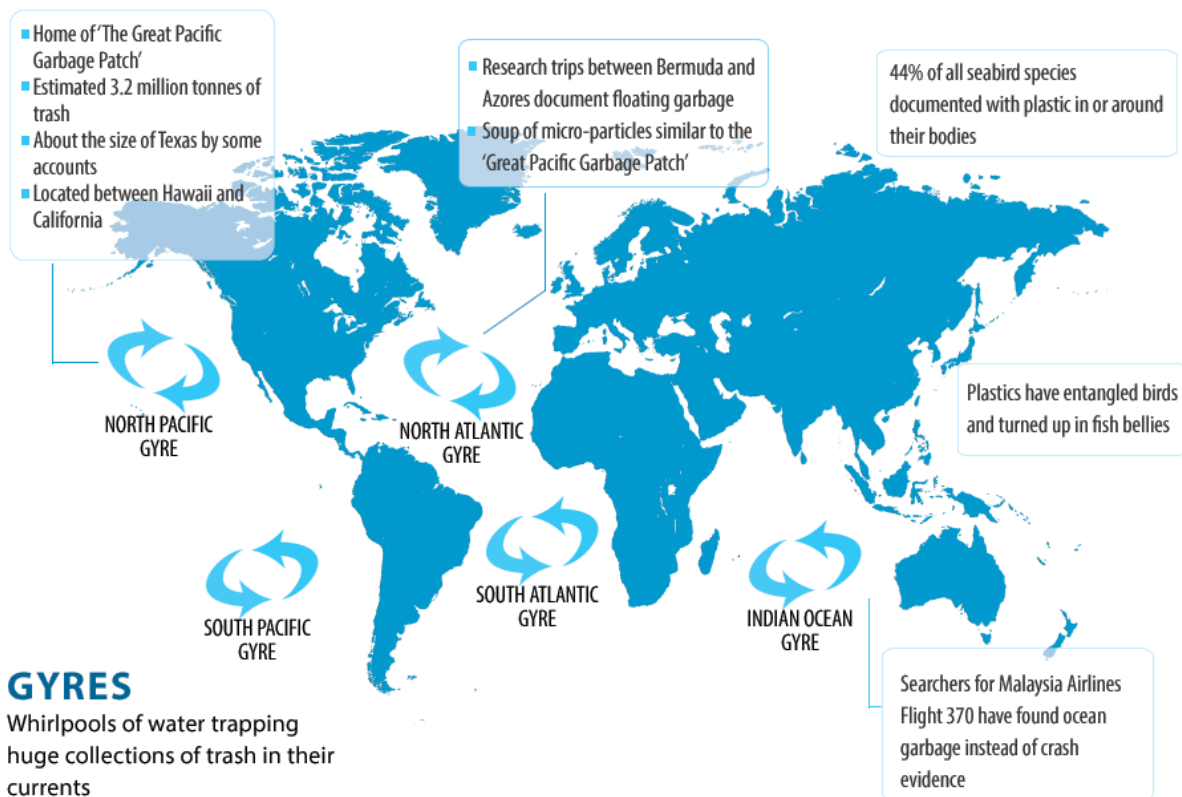 ■ Home of 'The Great Pacific
Garbage Patch'
■ Estimated 3.2 million tonnes of
trash
■ About the size of Texas by some
accounts
■ Located between Hawaii and
California
■ Research trips between Bermuda and
Azores document floating garbage
■ Soup of micro-particles similar to the
'Great Pacific Garbage Patch'
44% of all seabird species
documented with plastic in or around
their bodies
Plastics have entangled birds
and turned up in fish bellies
NORTH PACIFIC
GYRE
NORTH ATLANTIC
GYRE
SOUTH PACIFIC
GYRE
SOUTH ATLANTIC
GYRE
INDIAN OCEAN
GYRE
Searchers for Malaysia Airlines
Flight 370 have found ocean
garbage instead of crash
evidence
GYRES
Whirlpools of water trapping
huge collections of trash in their
currents